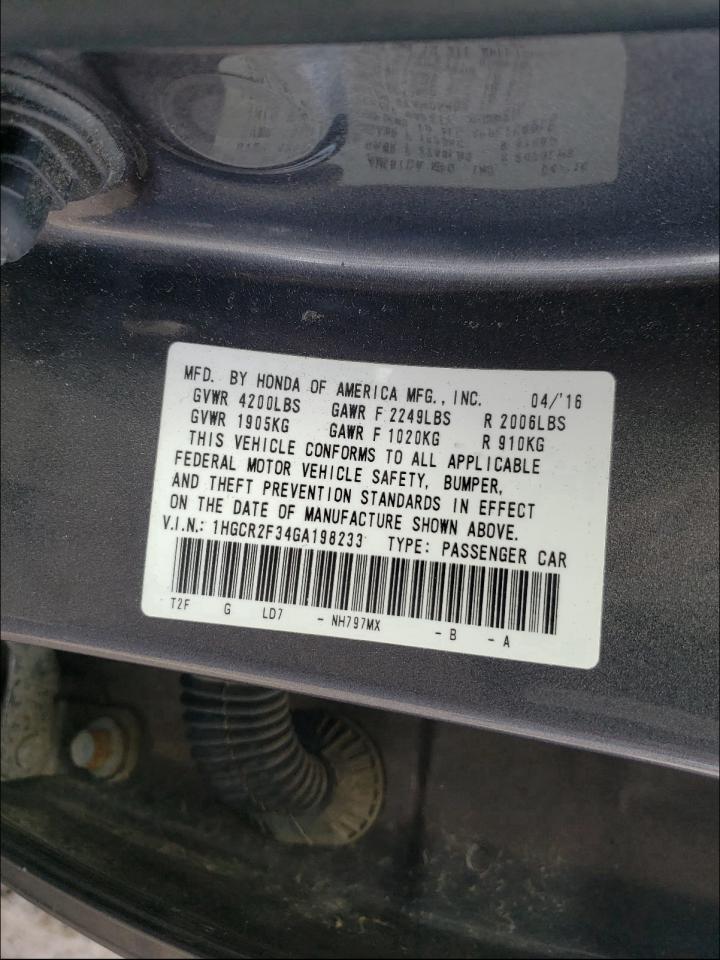 MFD. BY HONDA OF AMERICA MFG., INC. 04/'16
GVWR 4200LBS GAWR F 2249LBS R 2006LBS
GVWR 1905KG GAWR F 1020KG R 910KG
THIS VEHICLE CONFORMS TO ALL APPLICABLE
FEDERAL MOTOR VEHICLE SAFETY, BUMPER,
AND THEFT PREVENTION STANDARDS IN EFFECT
ON THE DATE OF MANUFACTURE SHOWN ABOVE.
V.I.N.: 1HGCR2F34GA198233 TYPE: PASSENGER CAR
T2F G LD7 - NH797MX - B - A